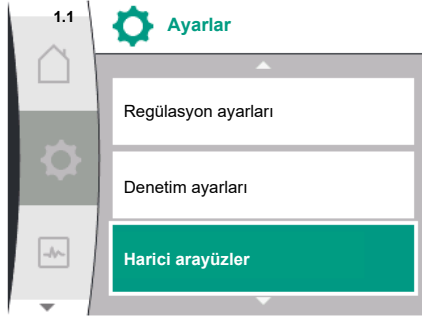 1.1
Ayarlar
Regülasyon ayarları
Denetim ayarları
Harici arayüzler